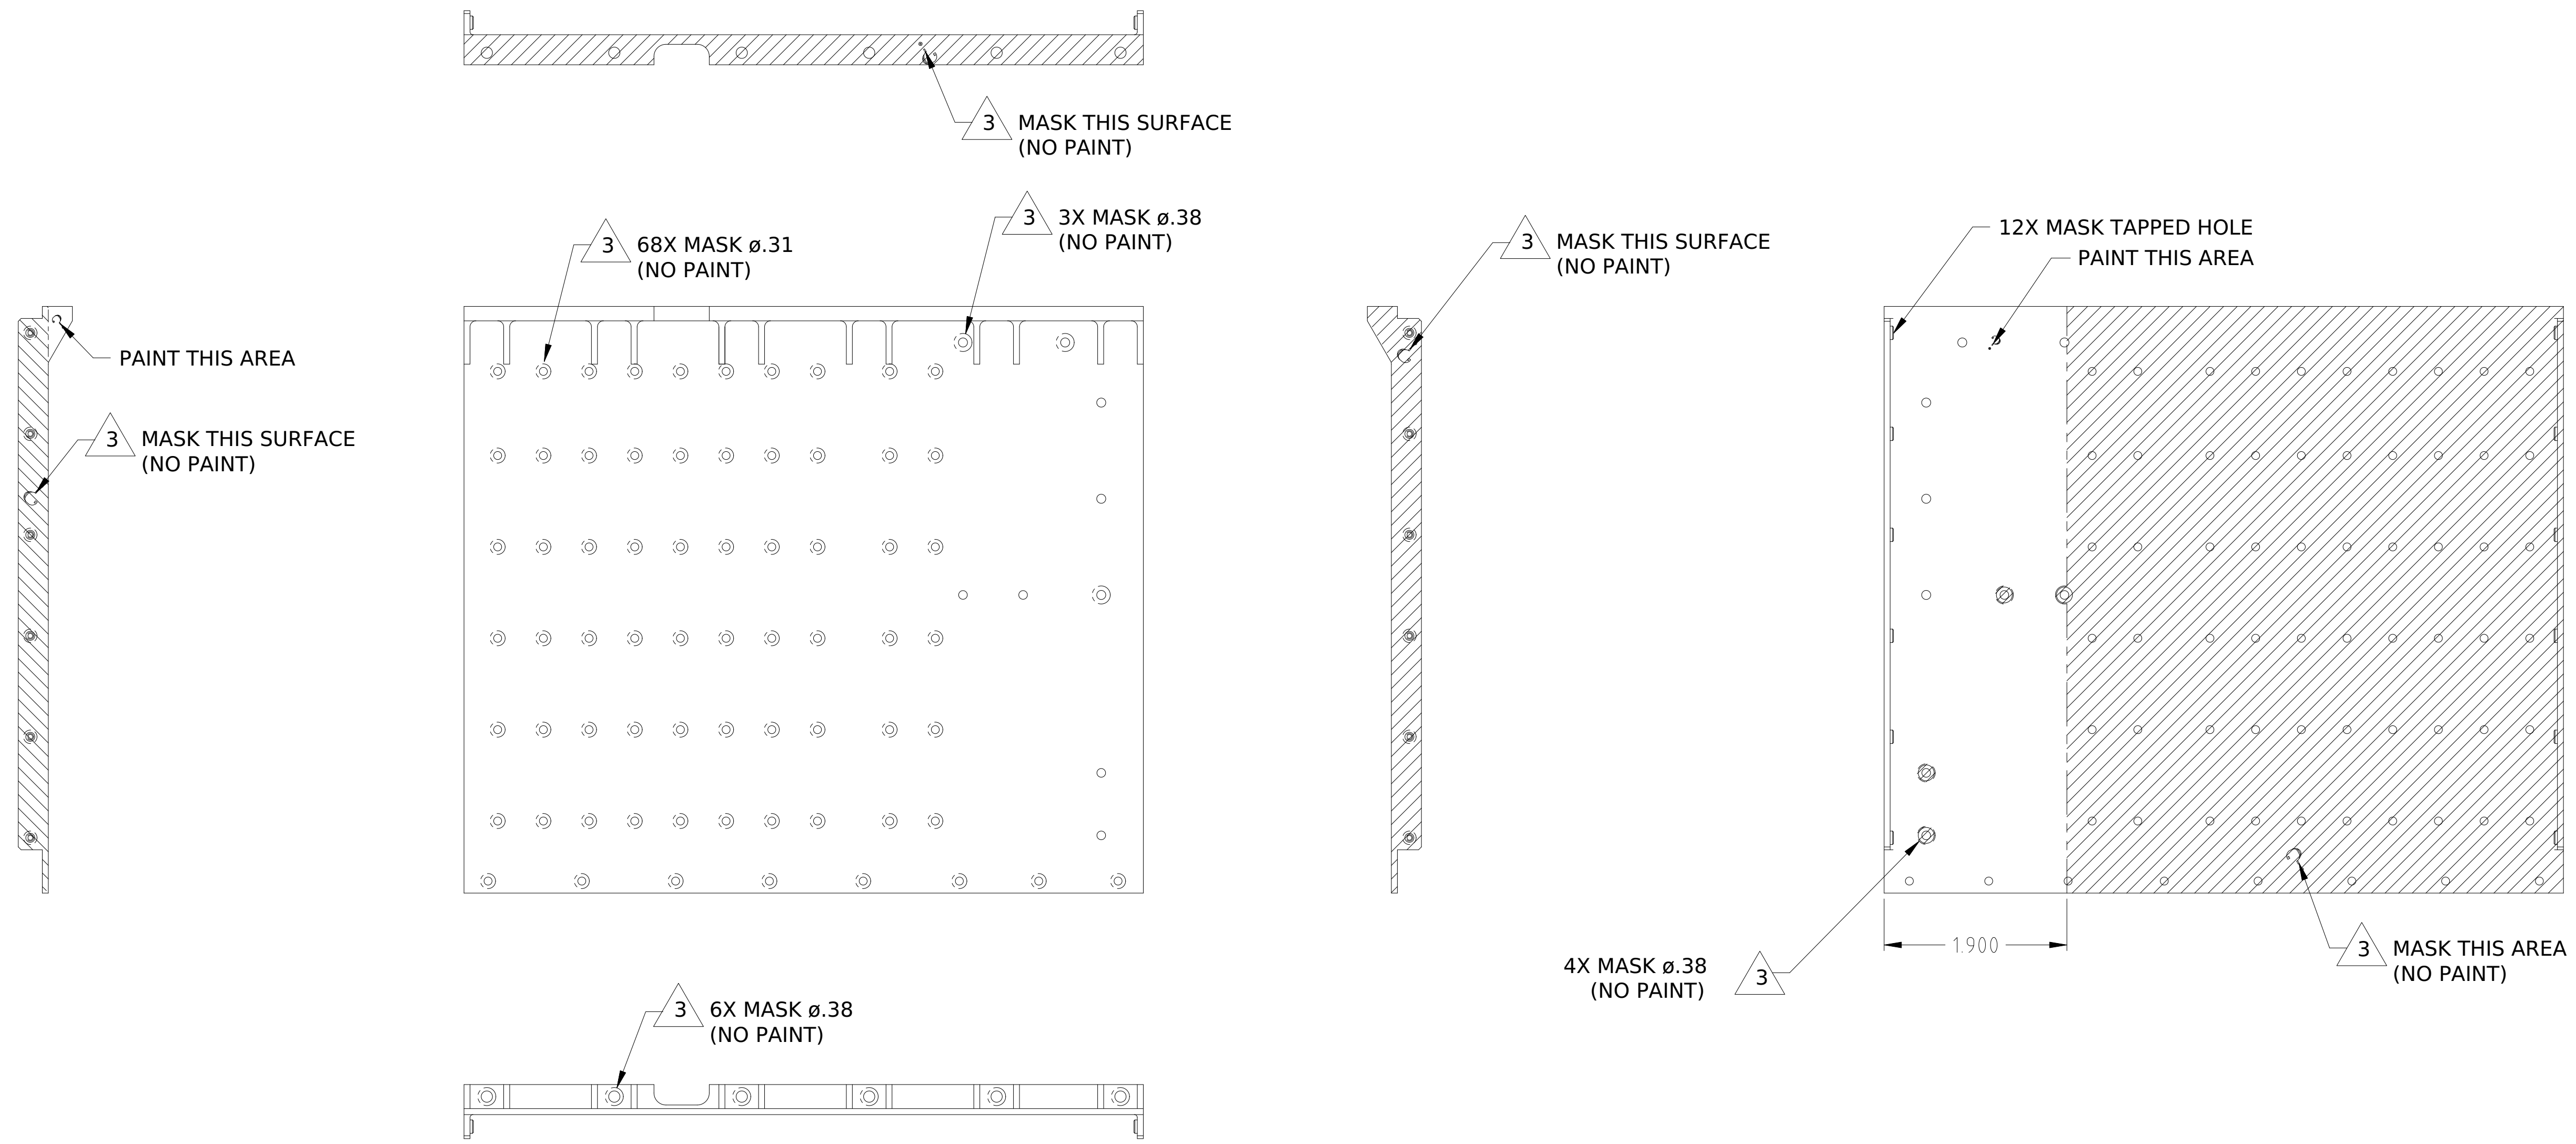 3 MASK THIS SURFACE
(NO PAINT)
3 3X MASK ø.38
(NO PAINT)
3 68X MASK ø.31
(NO PAINT)
3 MASK THIS SURFACE
(NO PAINT)
12X MASK TAPPED HOLE
PAINT THIS AREA
PAINT THIS AREA
3 MASK THIS SURFACE
(NO PAINT)
1.900
3 MASK THIS AREA
(NO PAINT)
4X MASK ø.38 3
(NO PAINT)
3 6X MASK ø.38
(NO PAINT)